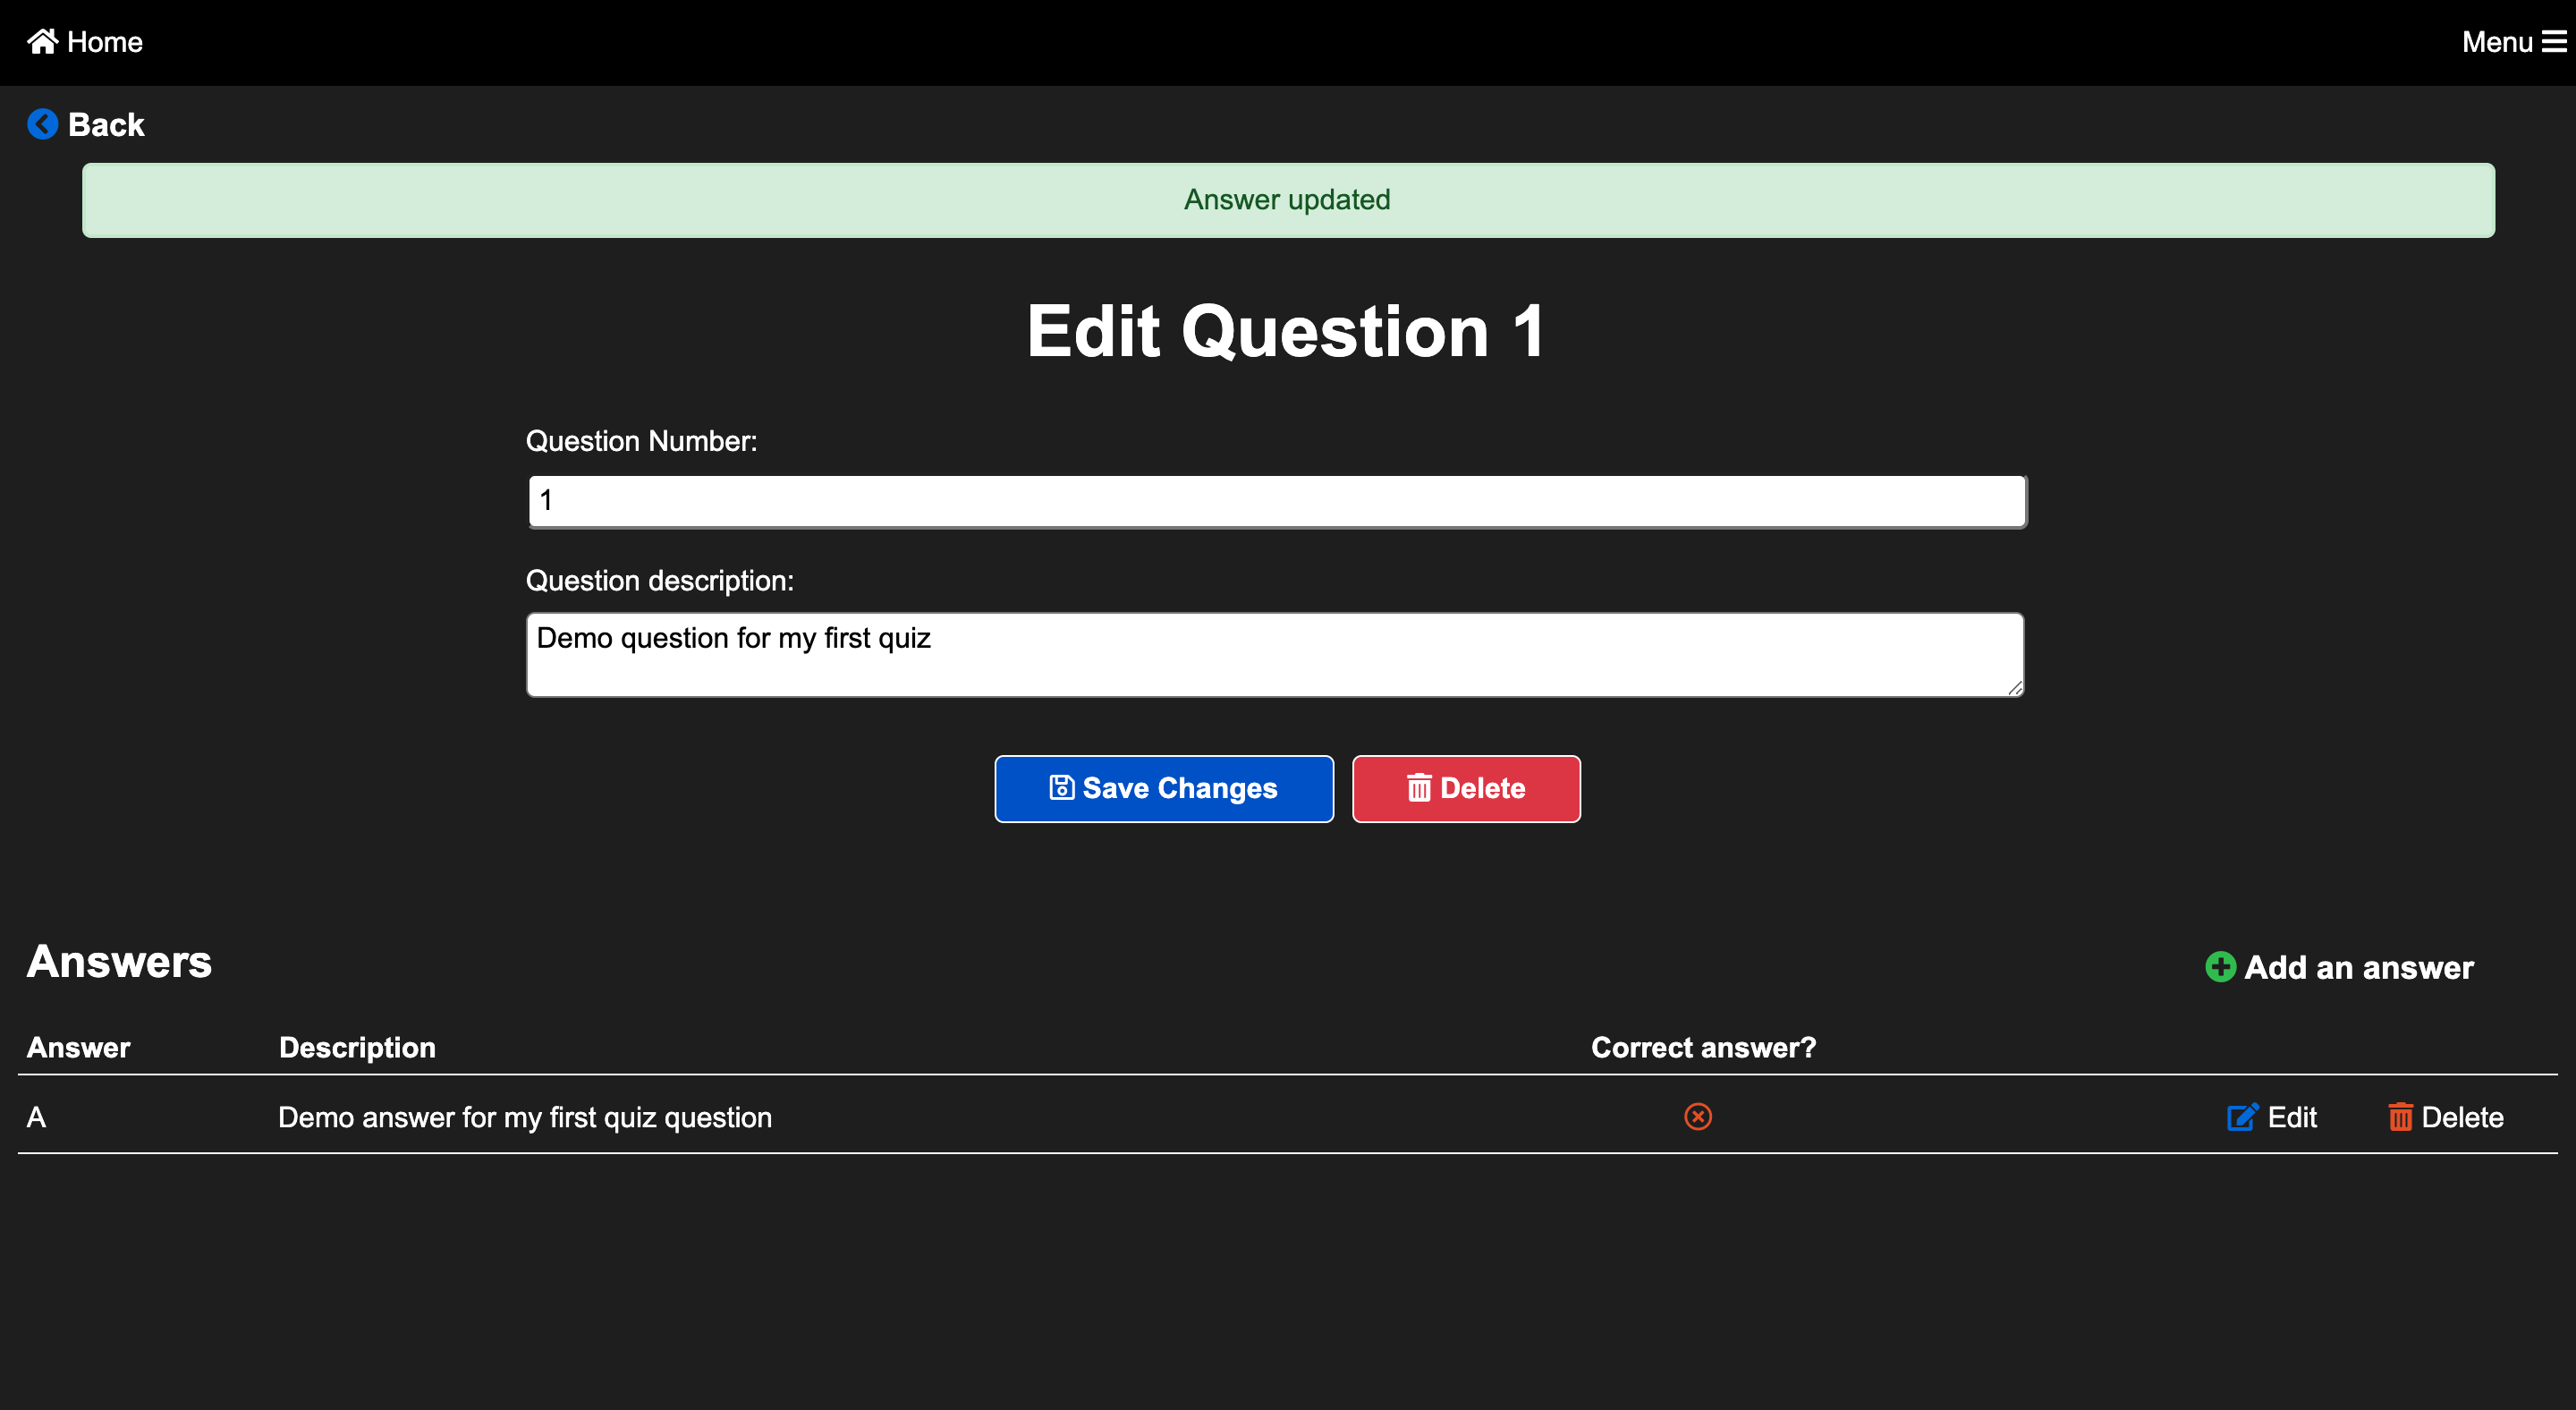 Home
Menu
Back
Answer updated
Edit Question 1
Question Number:
1
Question description:
Demo question for my first quiz
Save Changes
Delete
Answers
Add an answer
Answer Description Correct answer?
A Demo answer for my first quiz question Edit Delete